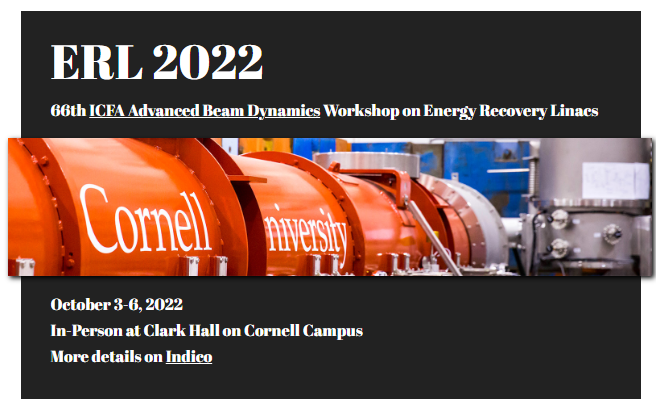 ERL 2022
66th ICFA Advanced Beam Dynamics Workshop on Energy Recovery Linacs
Cornell niversity
October 3-6, 2022
In-Person at Clark Hall on Cornell Campus
More details on Indico